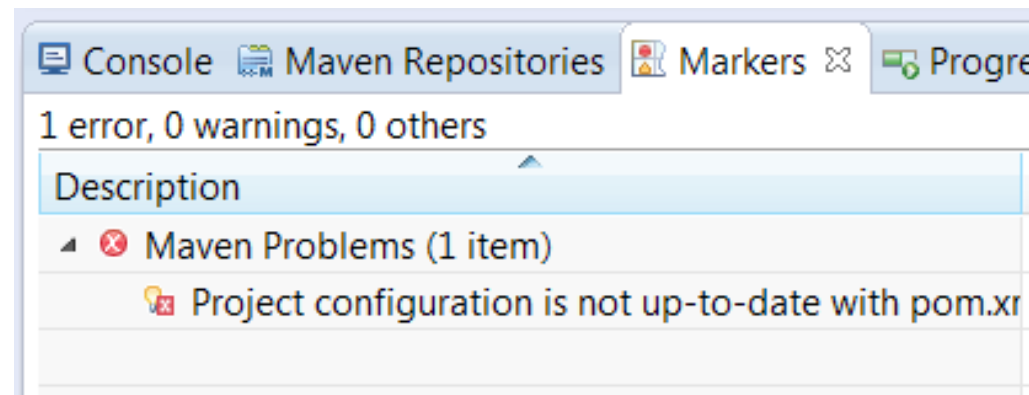 Console Maven Repositories Markers Progre
1 error, 0 warnings, 0 others
Description
Maven Problems (1 item)
Project configuration is not up-to-date with pom.x